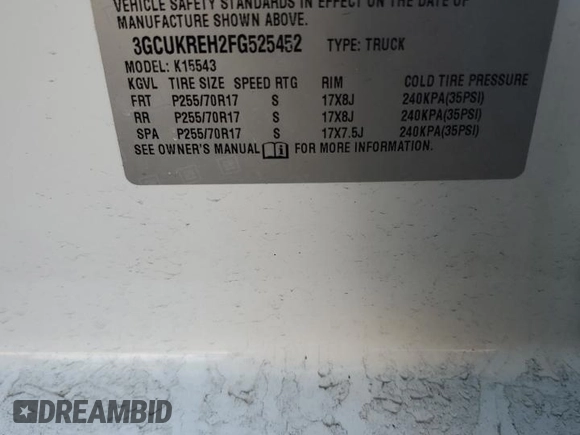 VEHICLE SAFETY STANDARDS IN EFFECT ON THE DATE OF
MANUFACTURE SHOWN ABOVE.
3GCUKREH2FG525452 TYPE: TRUCK
MODEL: K15543
KGVL TIRE SIZE SPEED RTG RIM COLD TIRE PRESSURE
FRT P255/70R17 S 17X8J 240KPA(35PSI)
RR P255/70R17 S 17X8J 240KPA(35PSI)
SPA P255/70R17 S 17X7.5J 240KPA(35PSI)
SEE OWNER'S MANUAL FOR MORE INFORMATION.
DREAMBID